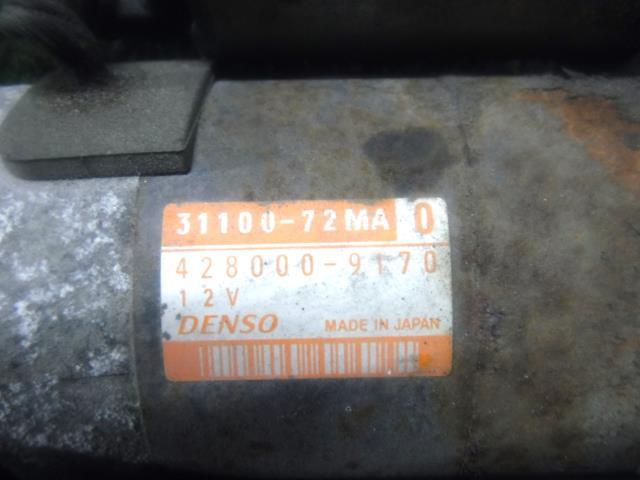 31100-72MA 0
428000-9170
12V
DENSO MADE IN JAPAN